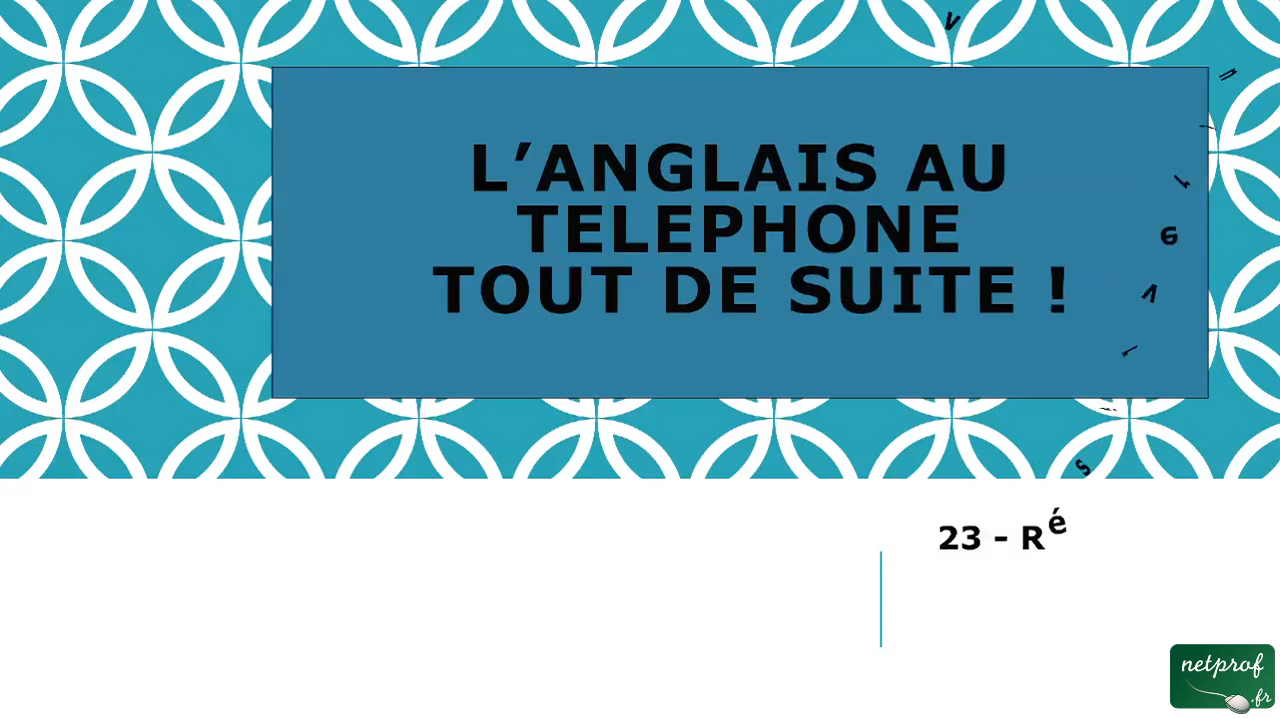 L’ANGLAIS AU
TELEPHONE
TOUT DE SUITE !
23 – Ré
netprof
.fr